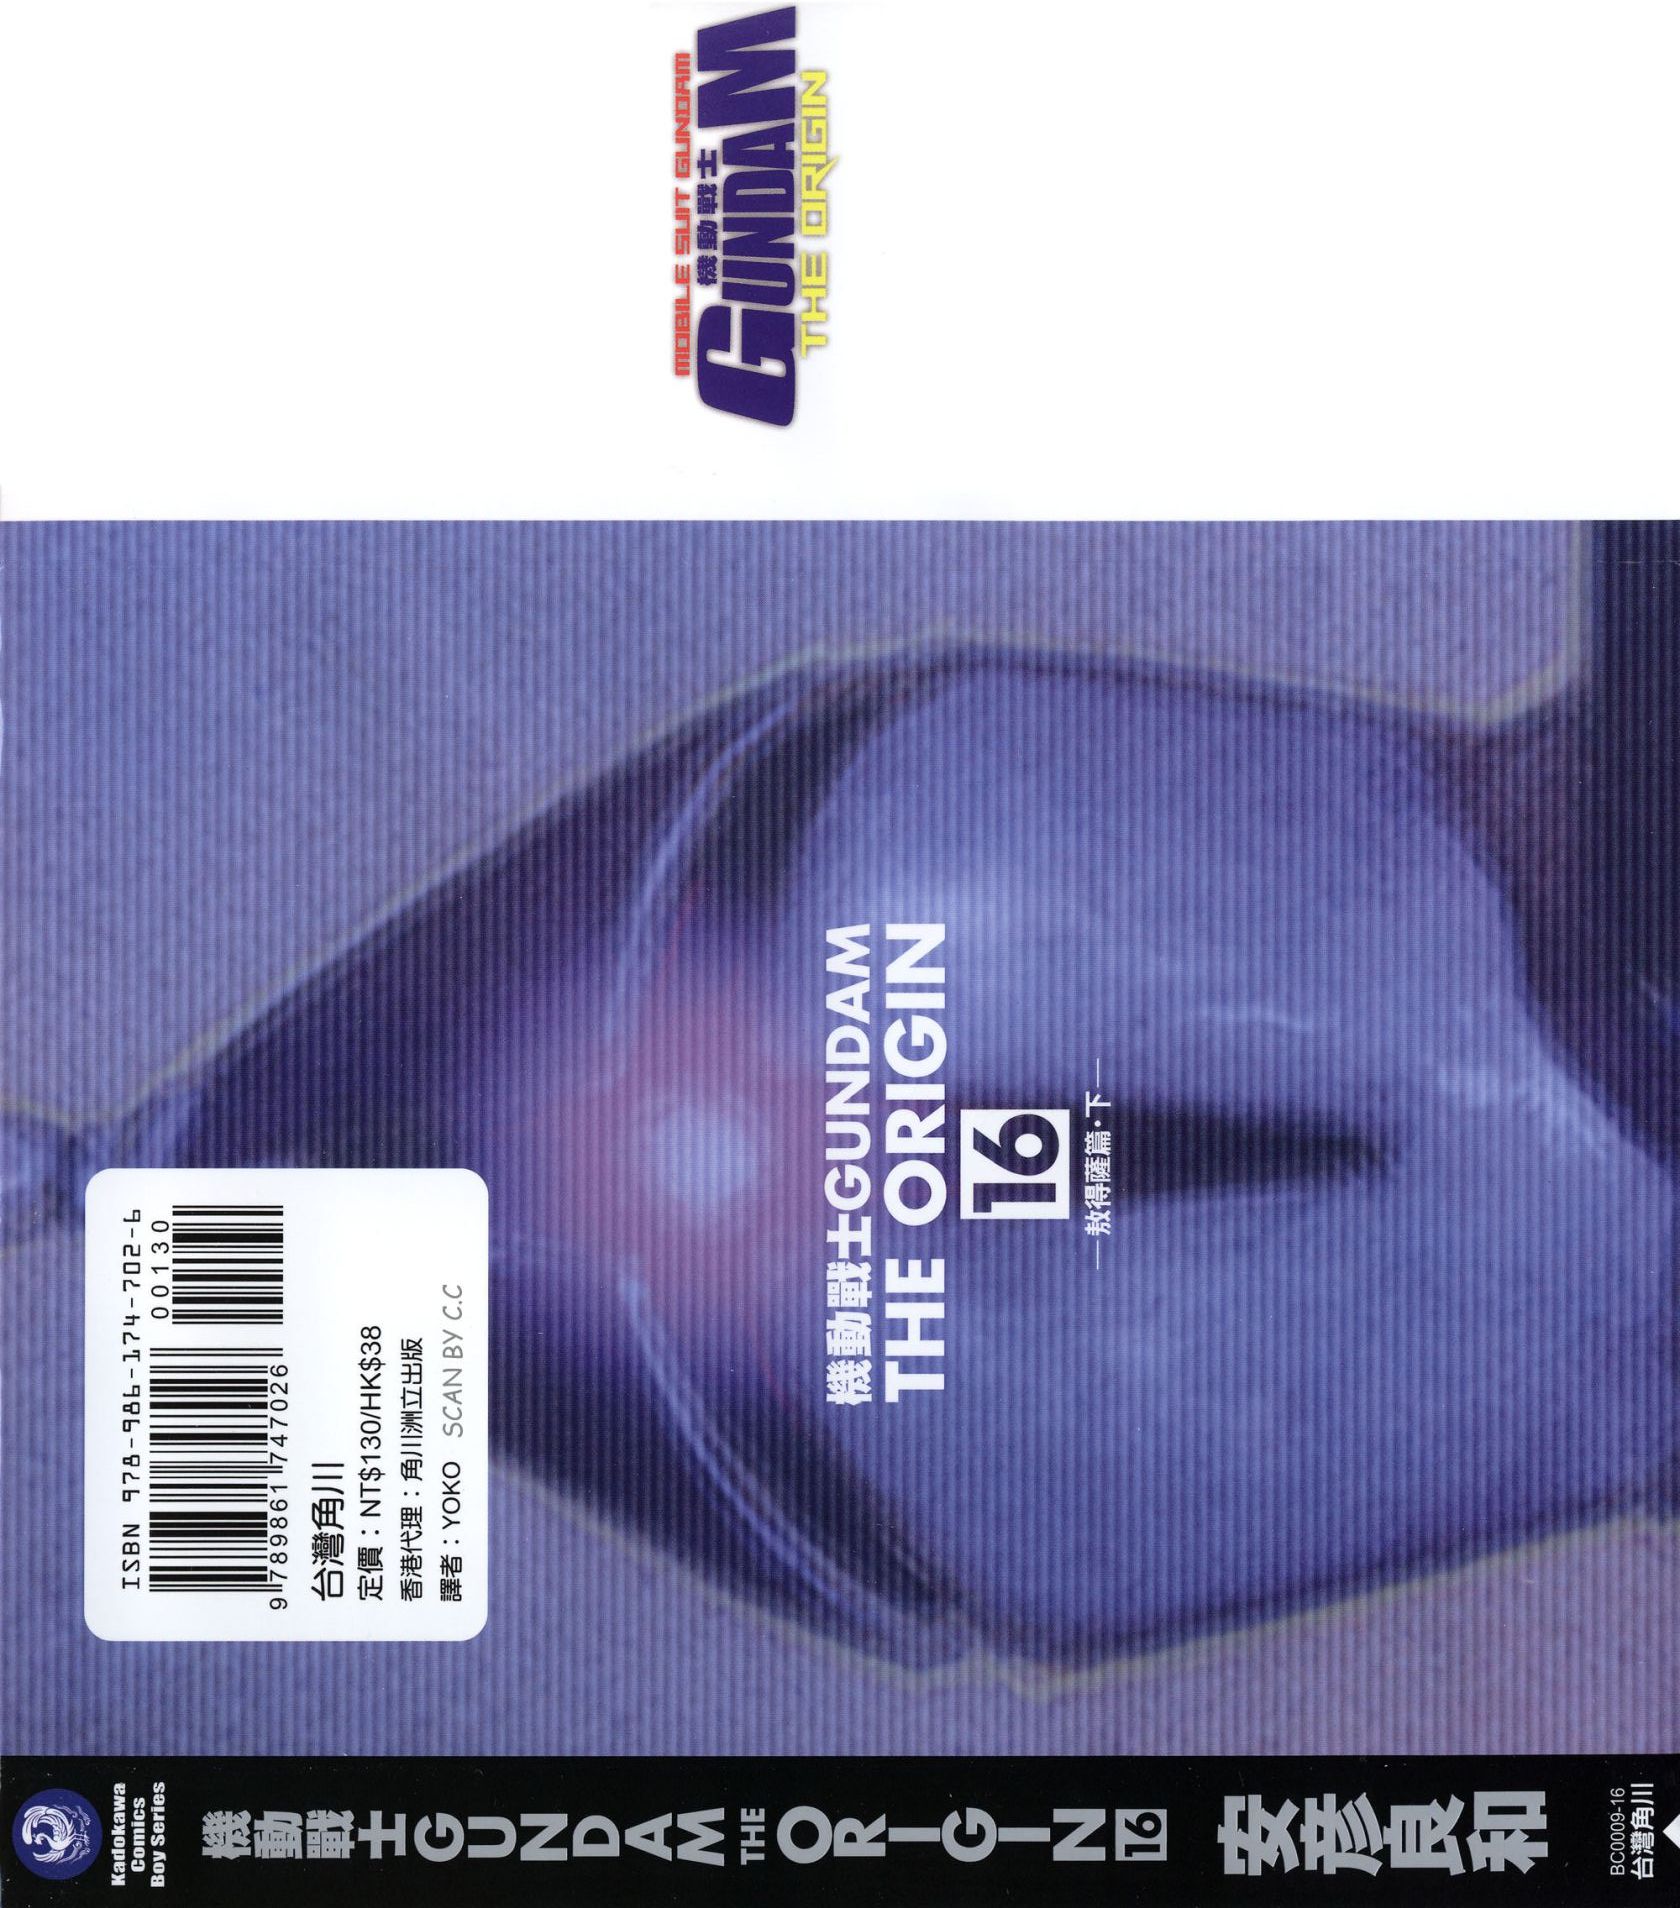 MOBILE SUIT GUNDAM
機動戰士
GUNDAM
THE ORIGIN
機動戰士GUNDAM
THE ORIGIN
16
—敖得薩篇・下—
ISBN 978-986-174-702-6
00130
9 789861 747026
台灣角川
定價：NT$130/HK$38
香港代理：角川洲立出版
譯者：YOKO SCAN BY C.C
Kadokawa
Comics
Boy Series
機動戰士GUNDAM THE ORIGIN 16
安彦良和
BC0009-16
台灣角川